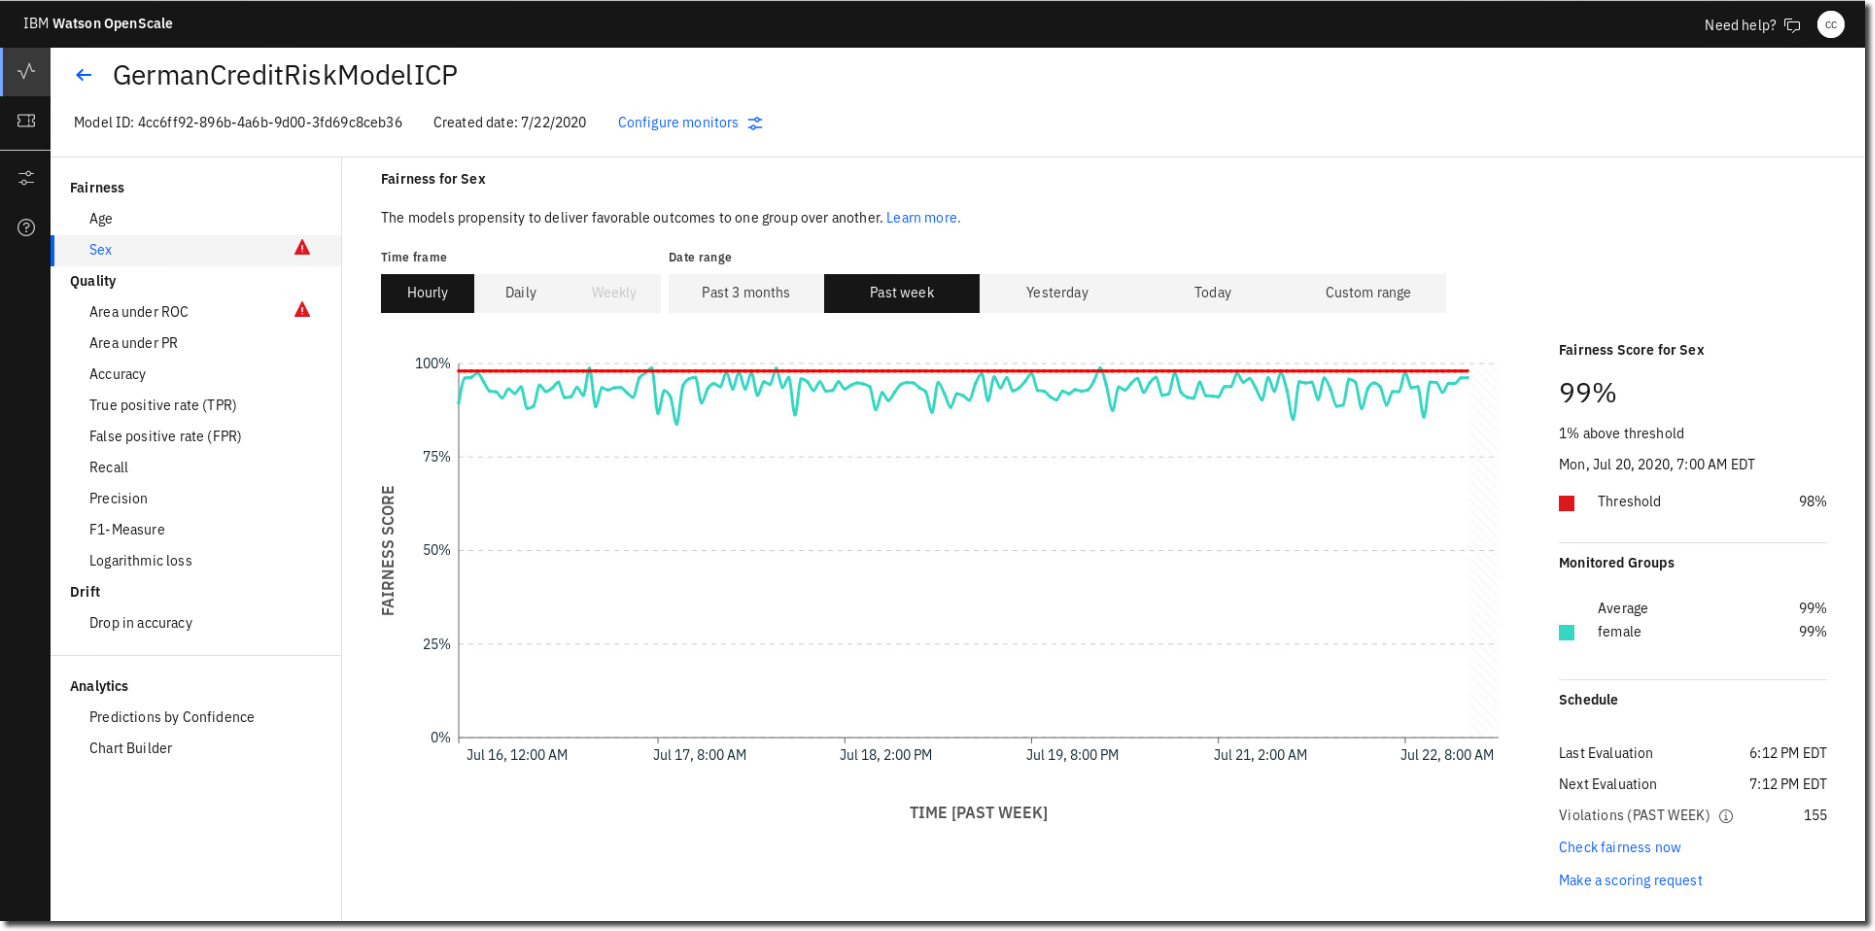 IBM Watson OpenScale
Need help?
CC
GermanCreditRiskModelICP
Model ID: 4cc6ff92-896b-4a6b-9d00-3fd69c8ceb36 Created date: 7/22/2020 Configure monitors
Fairness
Age
Sex
Quality
Area under ROC
Area under PR
Accuracy
True positive rate (TPR)
False positive rate (FPR)
Recall
Precision
F1-Measure
Logarithmic loss
Drift
Drop in accuracy
Analytics
Predictions by Confidence
Chart Builder
Fairness for Sex
The models propensity to deliver favorable outcomes to one group over another. Learn more.
Time frame
Hourly Daily Weekly
Date range
Past 3 months Past week Yesterday Today Custom range
100%
75%
50%
25%
0%
FAIRNESS SCORE
Jul 16, 12:00 AM Jul 17, 8:00 AM Jul 18, 2:00 PM Jul 19, 8:00 PM Jul 21, 2:00 AM Jul 22, 8:00 AM
TIME [PAST WEEK]
Fairness Score for Sex
99%
1% above threshold
Mon, Jul 20, 2020, 7:00 AM EDT
Threshold 98%
Monitored Groups
Average 99%
female 99%
Schedule
Last Evaluation 6:12 PM EDT
Next Evaluation 7:12 PM EDT
Violations (PAST WEEK) 155
Check fairness now
Make a scoring request